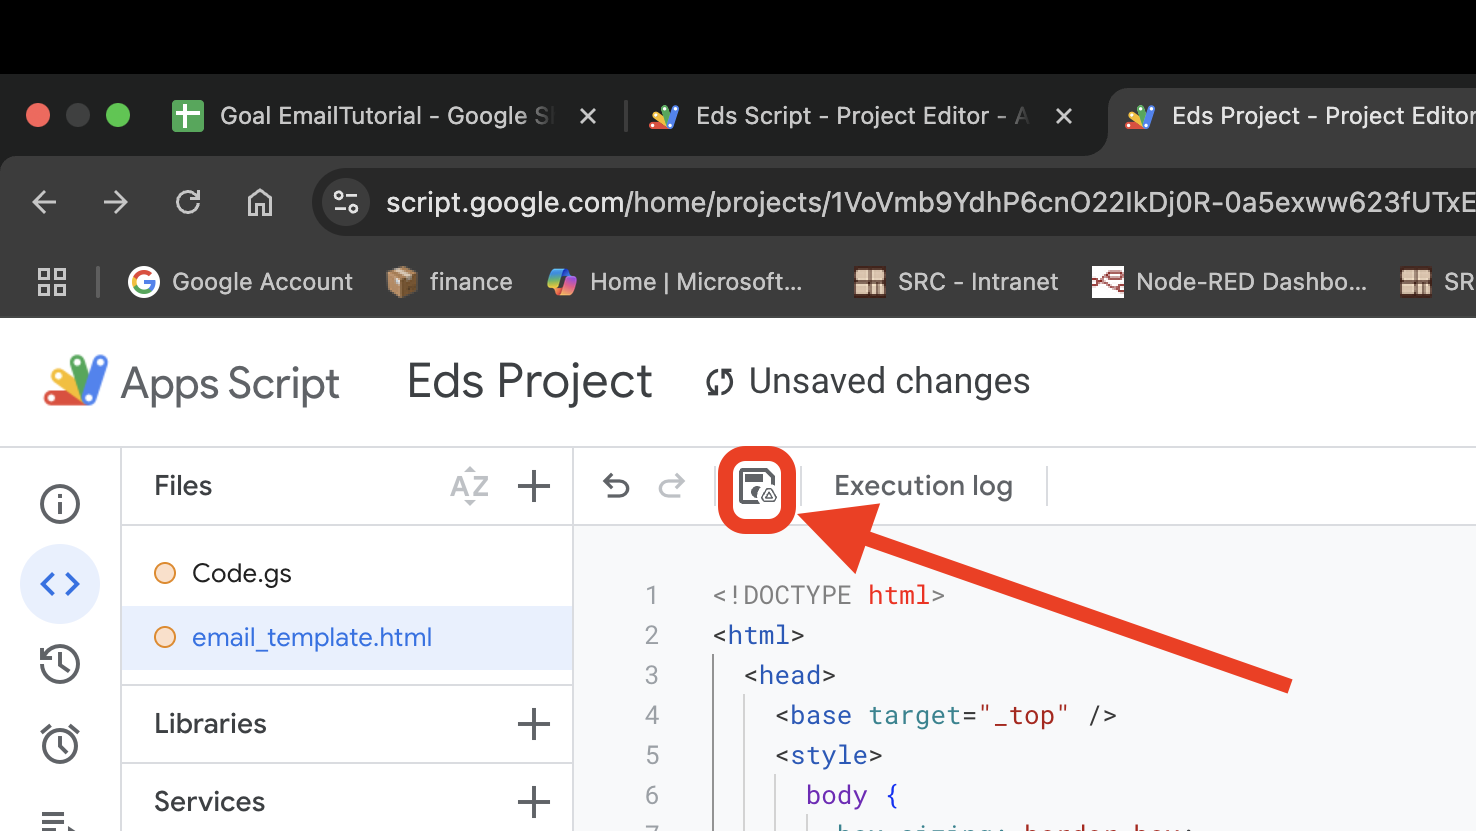 Goal EmailTutorial - Google
Eds Script - Project Editor - A
Eds Project - Project Editor
script.google.com/home/projects/1VoVmb9YdhP6cnO22IkDj0R-0a5exww623fUTxE
Google Account
finance
Home | Microsoft...
SRC - Intranet
Node-RED Dashbo...
SR
Apps Script
Eds Project
Unsaved changes
Files
AZ
Execution log
Code.gs
email_template.html
Libraries
Services
1 <!DOCTYPE html>
2 <html>
3 <head>
4 <base target="_top" />
5 <style>
6 body {